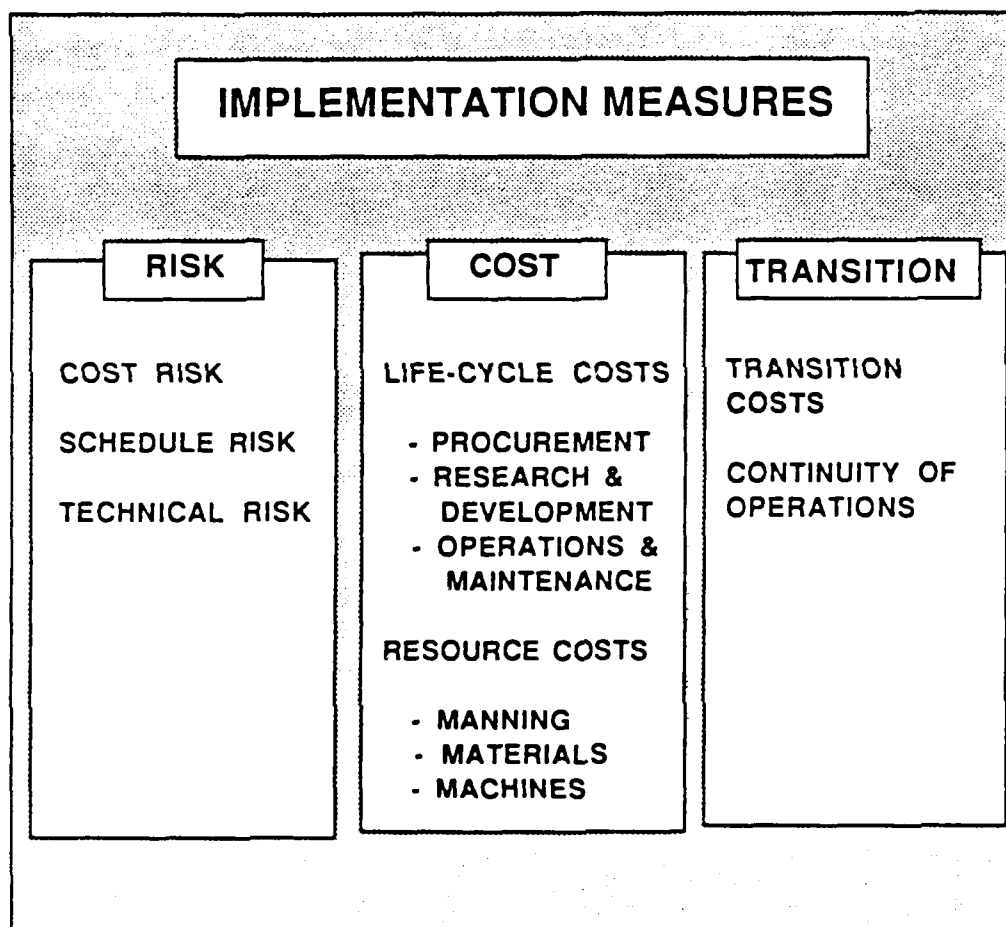 IMPLEMENTATION MEASURES
RISK
COST RISK
SCHEDULE RISK
TECHNICAL RISK
COST
LIFE-CYCLE COSTS
- PROCUREMENT
- RESEARCH &
DEVELOPMENT
- OPERATIONS &
MAINTENANCE
RESOURCE COSTS
- MANNING
- MATERIALS
- MACHINES
TRANSITION
TRANSITION
COSTS
CONTINUITY OF
OPERATIONS